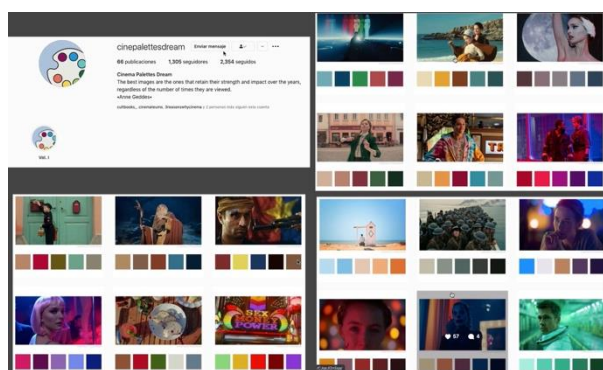 cinepalettesdream Enviar mensaje
66 publicaciones 1,305 seguidores 2,354 seguidos
Cinema Palettes Dream
The best images are the ones that retain their strength and impact over the years,
regardless of the number of times they are viewed.
«Anne Geddes»
Vol. I
SEX
MONEY
POWER
57 4